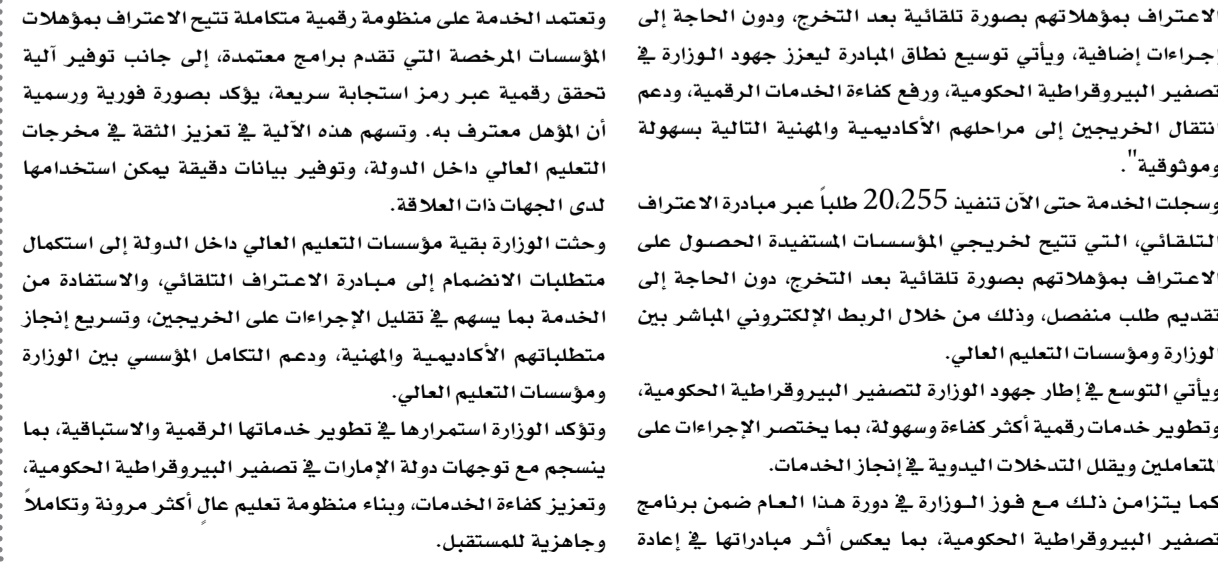 الاعتراف بمؤهلاتهم بصورة تلقائية بعد التخرج، ودون الحاجة إلى
إجراءات إضافية، ويأتي توسيع نطاق المبادرة ليعزز جهود الوزارة في
تصفير البيروقراطية الحكومية، ورفع كفاءة الخدمات الرقمية، ودعم
انتقال الخريجين إلى مراحلهم الأكاديمية والمهنية التالية بسهولة
وموثوقية".
وسجلت الخدمة حتى الآن تنفيذ 20،255 طلباً عبر مبادرة الاعتراف
التلقائي، التي تتيح لخريجي المؤسسات المستفيدة الحصول على
الاعتراف بمؤهلاتهم بصورة تلقائية بعد التخرج، دون الحاجة إلى
تقديم طلب منفصل، وذلك من خلال الربط الإلكتروني المباشر بين
الوزارة ومؤسسات التعليم العالي.
ويأتي التوسع في إطار جهود الوزارة لتصفير البيروقراطية الحكومية،
وتطوير خدمات رقمية أكثر كفاءة وسهولة، بما يختصر الإجراءات على
المتعاملين ويقلل التدخلات اليدوية في إنجاز الخدمات.
كما يتزامن ذلك مع فوز الوزارة في دورة هذا العام ضمن برنامج
تصفير البيروقراطية الحكومية، بما يعكس أثر مبادراتها في إعادة
وتعتمد الخدمة على منظومة رقمية متكاملة تتيح الاعتراف بمؤهلات
المؤسسات المرخصة التي تقدم برامج معتمدة، إلى جانب توفير آلية
تحقق رقمية عبر رمز استجابة سريعة، يؤكد بصورة فورية ورسمية
أن المؤهل معترف به. وتسهم هذه الآلية في تعزيز الثقة في مخرجات
التعليم العالي داخل الدولة، وتوفير بيانات دقيقة يمكن استخدامها
لدى الجهات ذات العلاقة.
وحثت الوزارة بقية مؤسسات التعليم العالي داخل الدولة إلى استكمال
متطلبات الانضمام إلى مبادرة الاعتراف التلقائي، والاستفادة من
الخدمة بما يسهم في تقليل الإجراءات على الخريجين، وتسريع إنجاز
متطلباتهم الأكاديمية والمهنية، ودعم التكامل المؤسسي بين الوزارة
ومؤسسات التعليم العالي.
وتؤكد الوزارة استمرارها في تطوير خدماتها الرقمية والاستباقية، بما
ينسجم مع توجهات دولة الإمارات في تصفير البيروقراطية الحكومية،
وتعزيز كفاءة الخدمات، وبناء منظومة تعليم عالٍ أكثر مرونة وتكاملاً
وجاهزية للمستقبل.